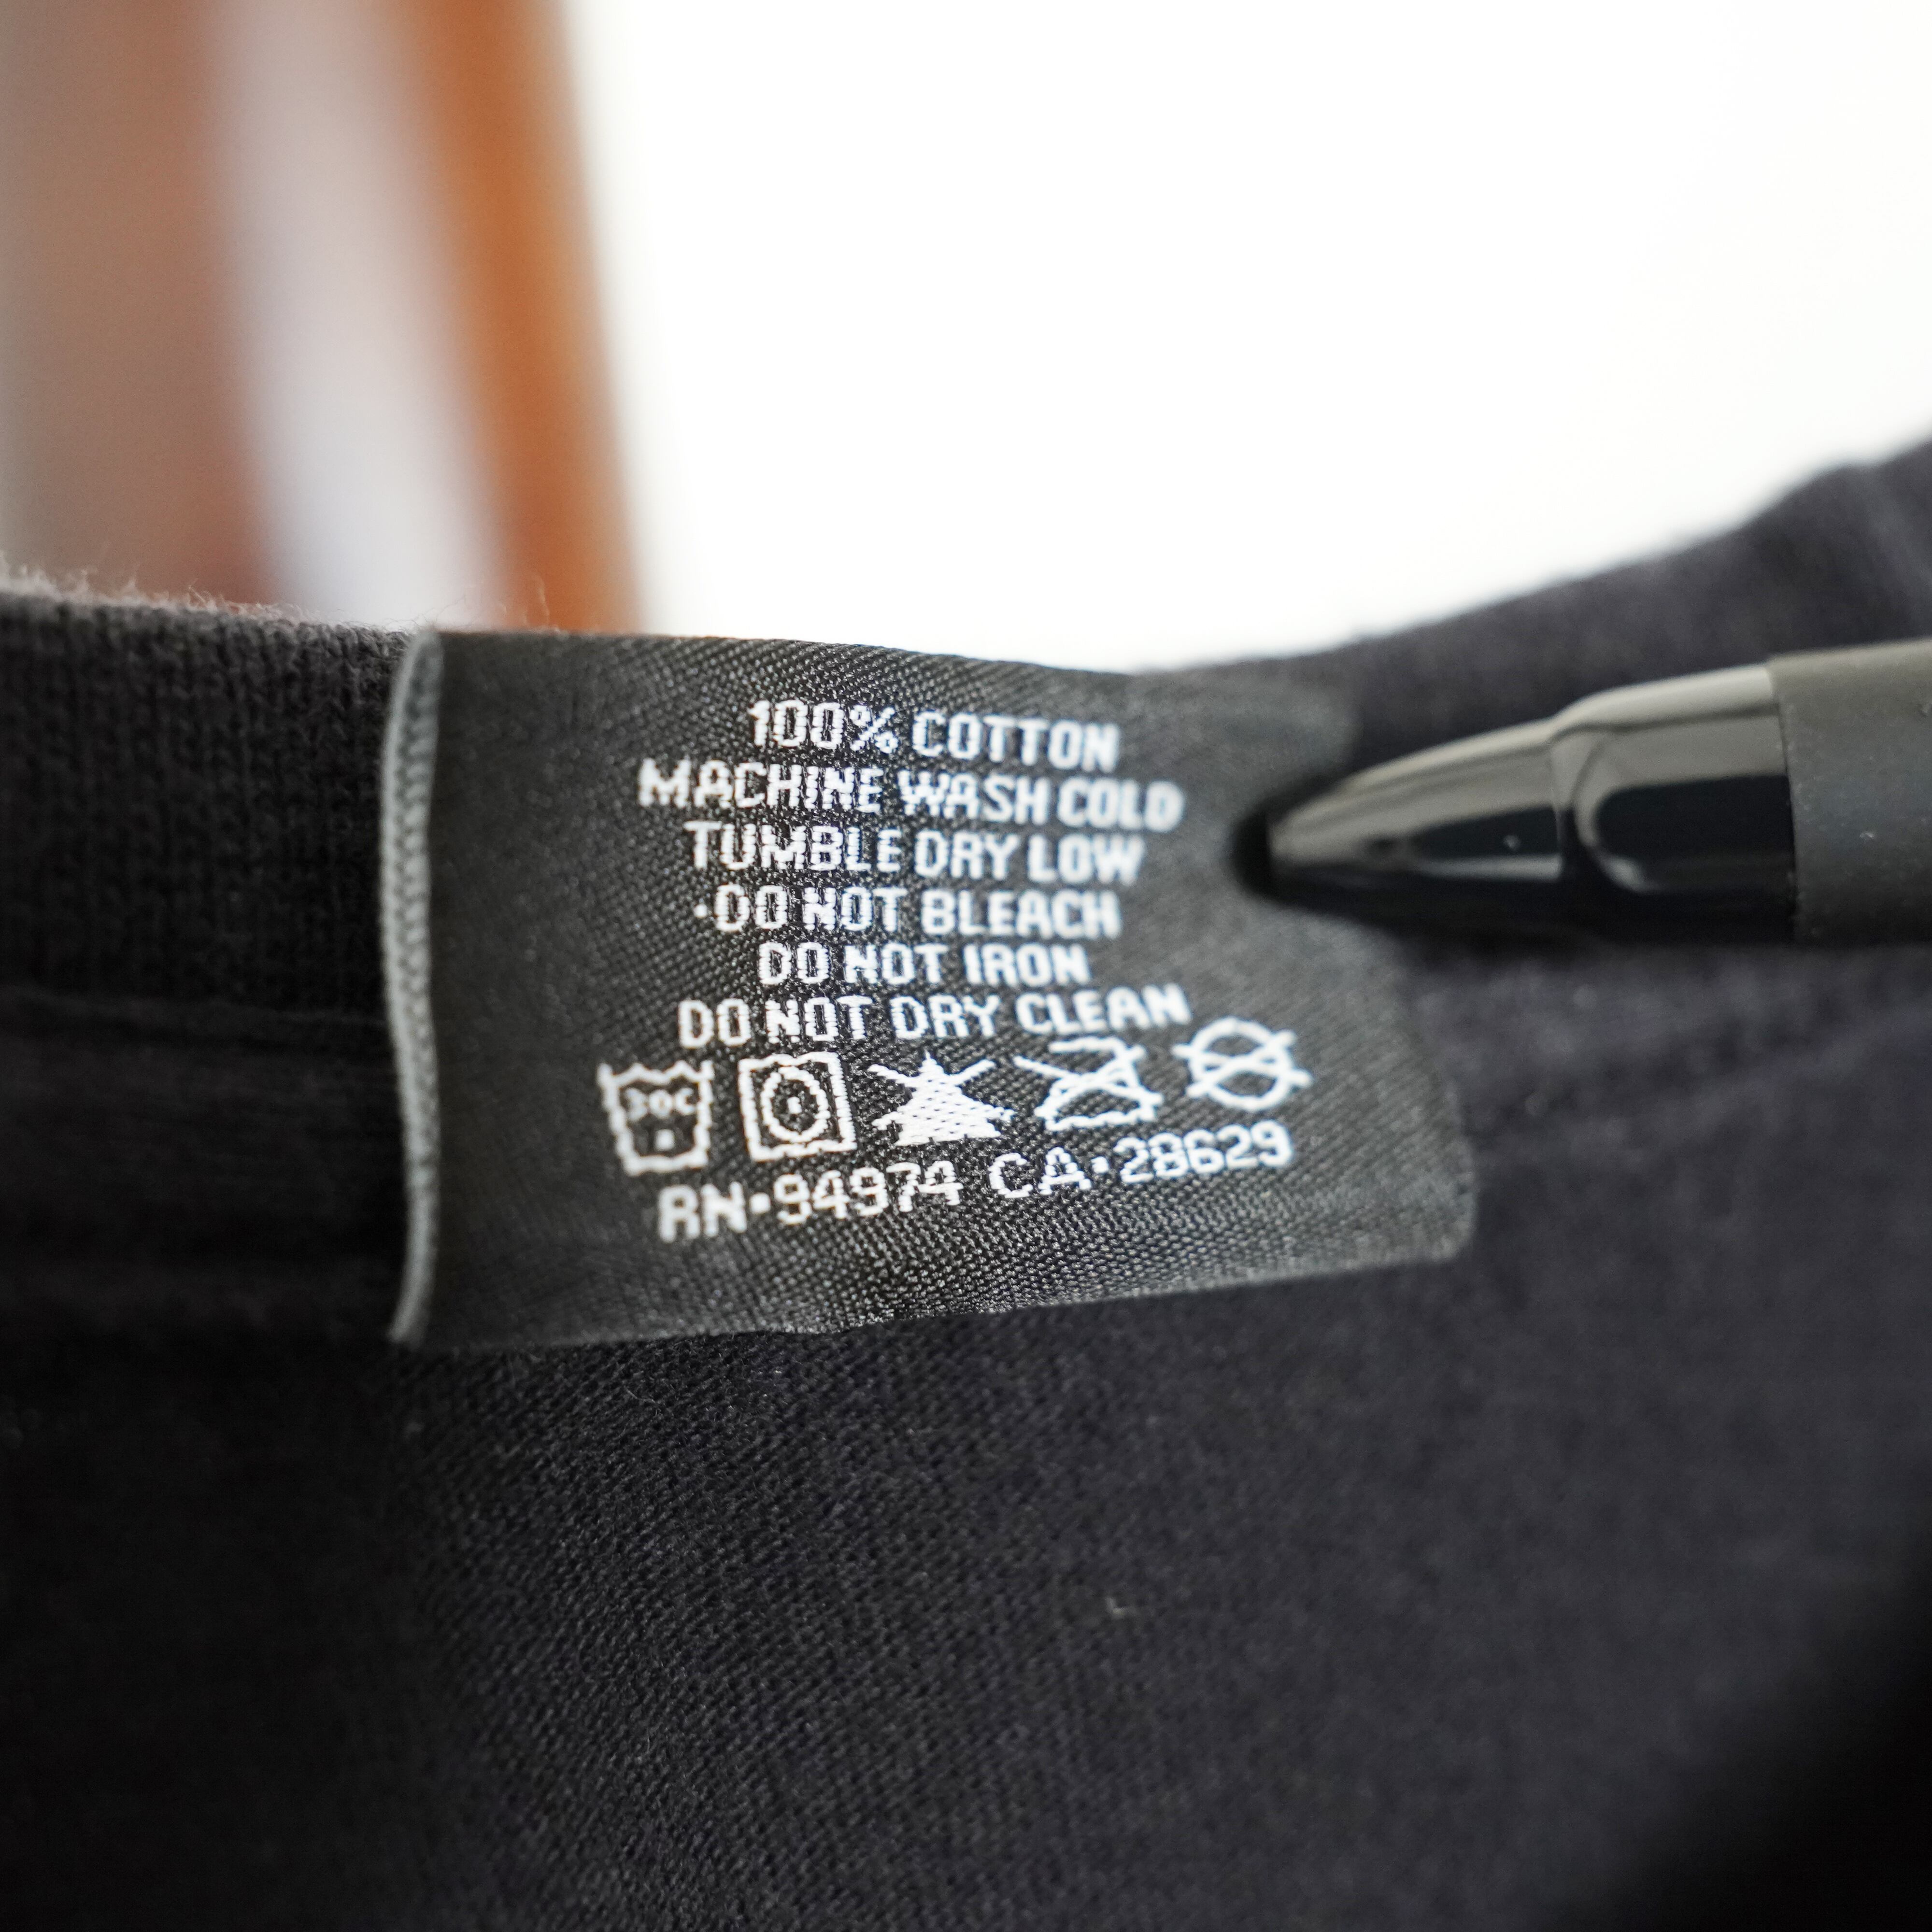 100% COTTON
MACHINE WASH COLD
TUMBLE DRY LOW
·DO NOT BLEACH
DO NOT IRON
DO NOT DRY CLEAN
30C
RN·94974 CA·28629